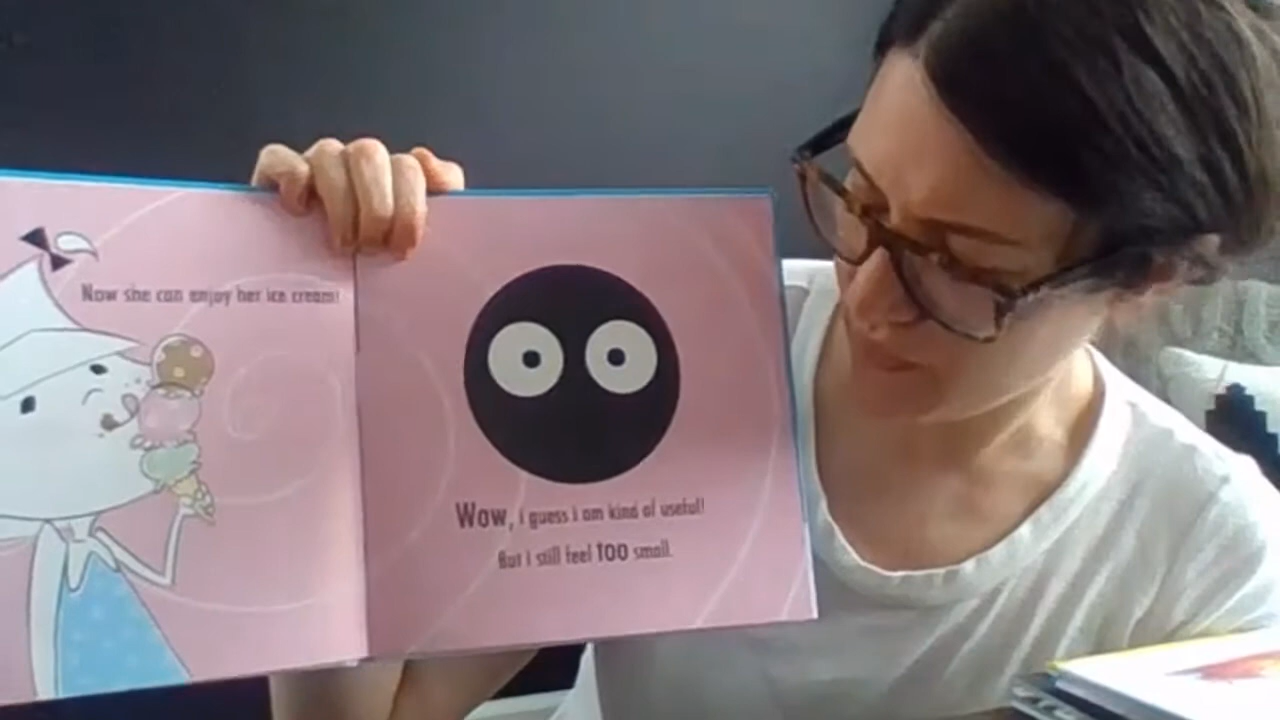 Now she can enjoy her ice cream!
Wow, i guess i am kind of useful!
But i still feel TOO small.